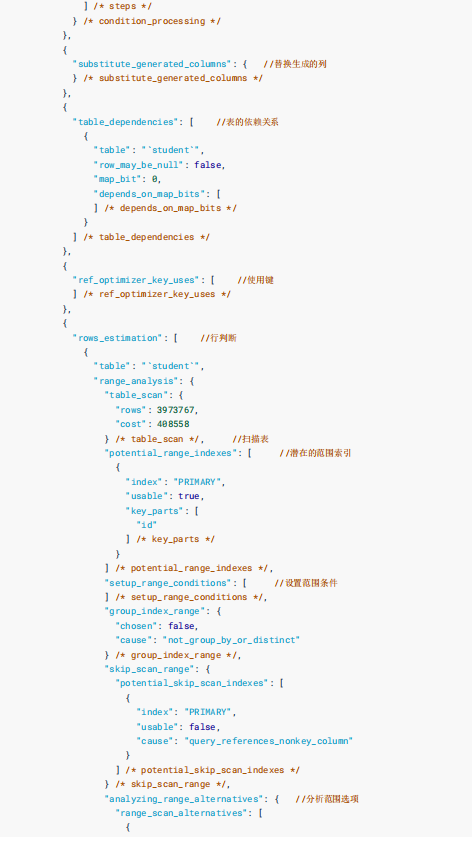 ] /* steps */
} /* condition_processing */
},
{
"substitute_generated_columns": { //替换生成的列
} /* substitute_generated_columns */
},
{
"table_dependencies": [ //表的依赖关系
{
"table": "`student`",
"row_may_be_null": false,
"map_bit": 0,
"depends_on_map_bits": [
] /* depends_on_map_bits */
}
] /* table_dependencies */
},
{
"ref_optimizer_key_uses": [ //使用键
] /* ref_optimizer_key_uses */
},
{
"rows_estimation": [ //行判断
{
"table": "`student`",
"range_analysis": {
"table_scan": {
"rows": 3973767,
"cost": 408558
} /* table_scan */, //扫描表
"potential_range_indexes": [ //潜在的范围索引
{
"index": "PRIMARY",
"usable": true,
"key_parts": [
"id"
] /* key_parts */
}
] /* potential_range_indexes */,
"setup_range_conditions": [ //设置范围条件
] /* setup_range_conditions */,
"group_index_range": {
"chosen": false,
"cause": "not_group_by_or_distinct"
} /* group_index_range */,
"skip_scan_range": {
"potential_skip_scan_indexes": [
{
"index": "PRIMARY",
"usable": false,
"cause": "query_references_nonkey_column"
}
] /* potential_skip_scan_indexes */
} /* skip_scan_range */,
"analyzing_range_alternatives": { //分析范围选项
"range_scan_alternatives": [
{